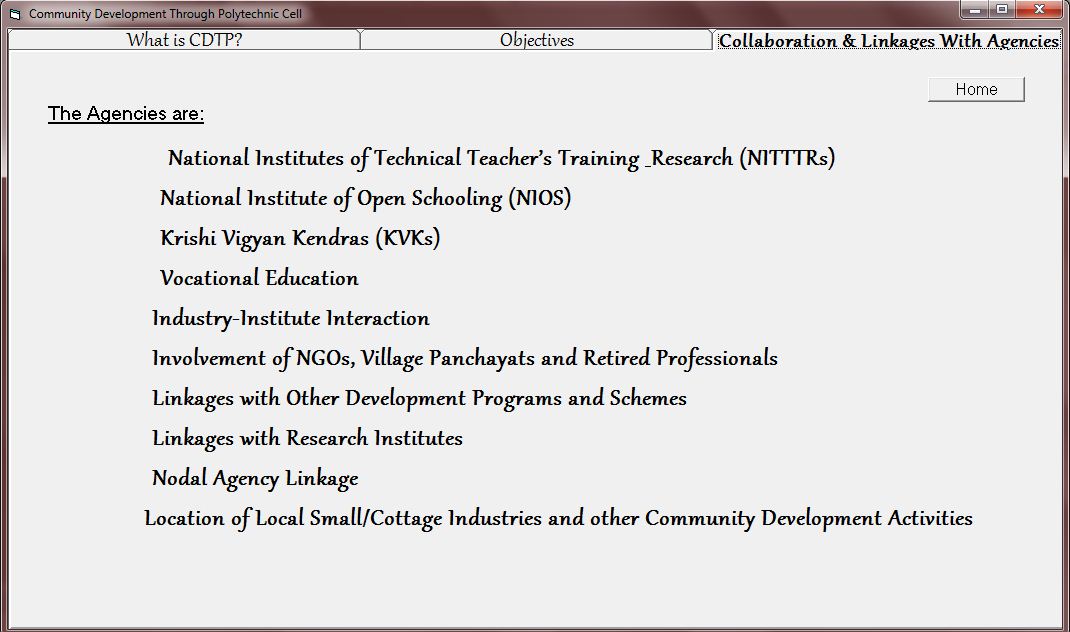 Community Development Through Polytechnic Cell
What is CDTP?
Objectives
Collaboration & Linkages With Agencies
Home
The Agencies are:
National Institutes of Technical Teacher's Training _Research (NITTTRs)
National Institute of Open Schooling (NIOS)
Krishi Vigyan Kendras (KVKs)
Vocational Education
Industry-Institute Interaction
Involvement of NGOs, Village Panchayats and Retired Professionals
Linkages with Other Development Programs and Schemes
Linkages with Research Institutes
Nodal Agency Linkage
Location of Local Small/Cottage Industries and other Community Development Activities